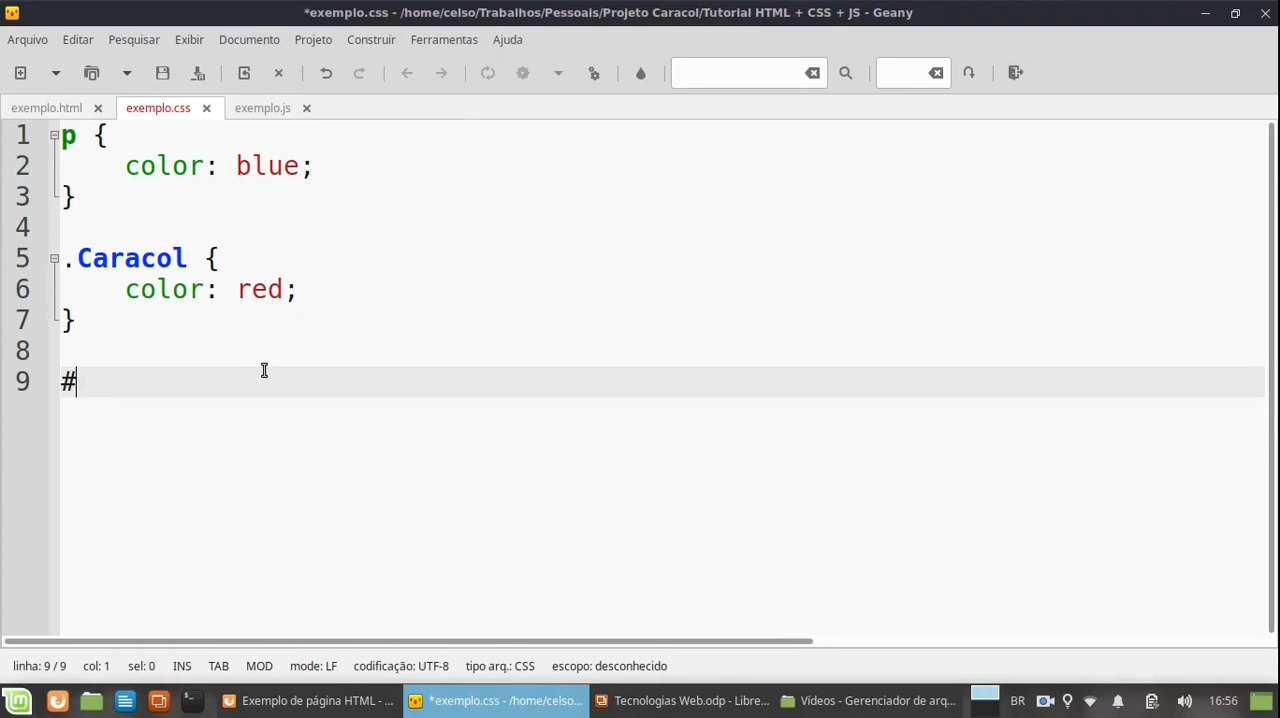 *exemplo.css - /home/celso/Trabalhos/Pessoais/Projeto Caracol/Tutorial HTML + CSS + JS - Geany
Arquivo Editar Pesquisar Exibir Documento Projeto Construir Ferramentas Ajuda
exemplo.html exemplo.css exemplo.js
1 p {
2 color: blue;
3 }
4
5 .Caracol {
6 color: red;
7 }
8
9 #
linha: 9 / 9 col: 1 sel: 0 INS TAB MOD mode: LF codificação: UTF-8 tipo arq.: CSS escopo: desconhecido
Exemplo de página HTML - ... *exemplo.css - /home/celso... Tecnologias Web.odp - Libre... Vídeos - Gerenciador de arq... BR 16:56